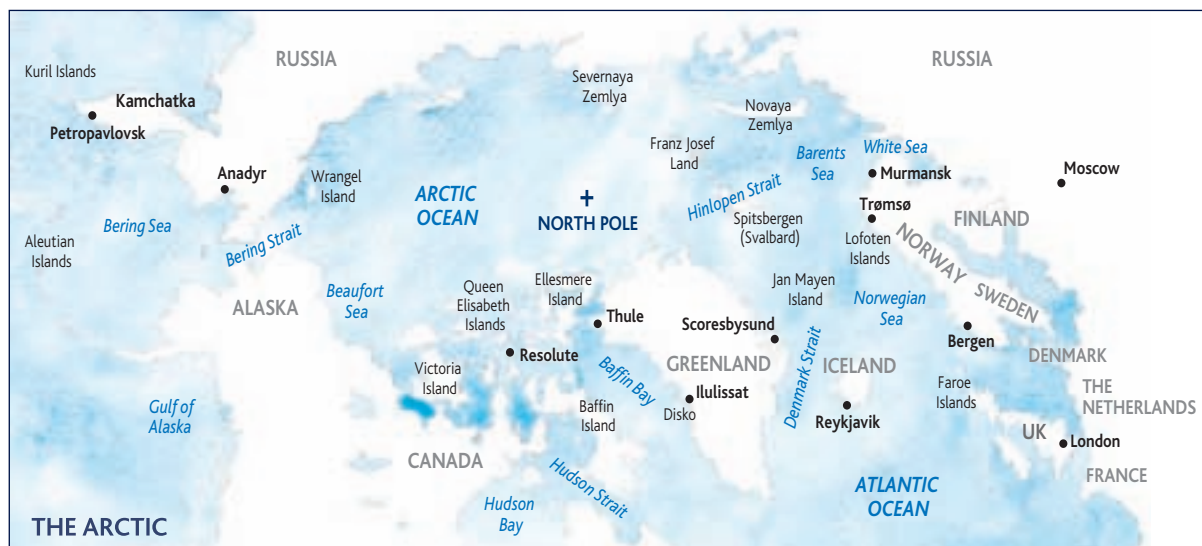 RUSSIA
RUSSIA
Kuril Islands
Kamchatka
Petropavlovsk
Severnaya
Zemlya
Novaya
Zemlya
Franz Josef
Land
Barents
Sea
White Sea
Murmansk
Moscow
Anadyr
Wrangel
Island
ARCTIC
OCEAN
NORTH POLE
Hinlopen Strait
Spitsbergen
(Svalbard)
Trømsø
Lofoten
Islands
FINLAND
NORWAY
SWEDEN
Bering Sea
Aleutian
Islands
Bering Strait
ALASKA
Beaufort
Sea
Queen
Elisabeth
Islands
Ellesmere
Island
Thule
Jan Mayen
Island
Norwegian
Sea
Scoresbysund
Bergen
DENMARK
Resolute
GREENLAND
Denmark Strait
ICELAND
Victoria
Island
Baffin Bay
Ilulissat
Disko
Reykjavik
Faroe
Islands
THE
NETHERLANDS
Gulf of
Alaska
Baffin
Island
UK
London
FRANCE
CANADA
Hudson Strait
Hudson
Bay
ATLANTIC
OCEAN
THE ARCTIC